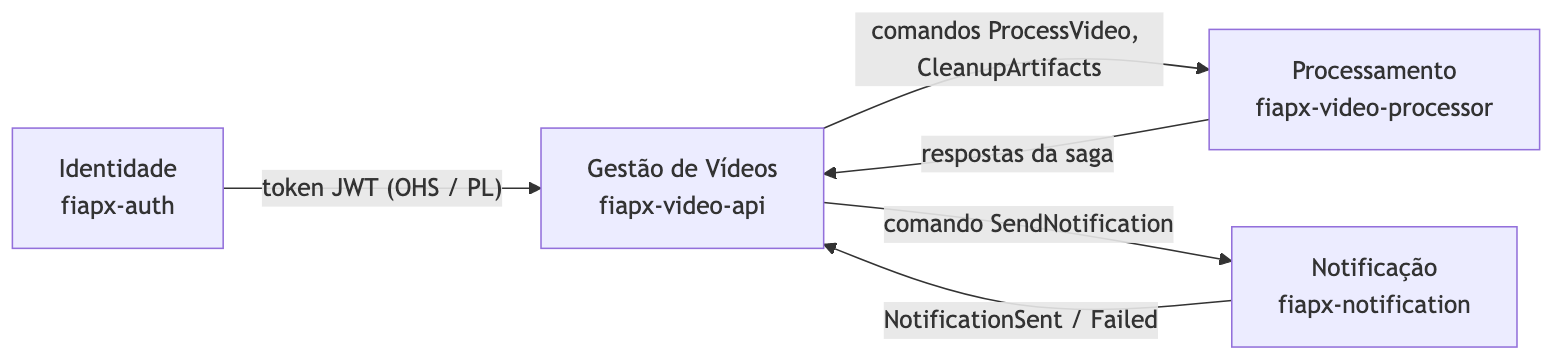 Identidade
fiapx-auth
token JWT (OHS / PL)
Gestão de Vídeos
fiapx-video-api
comandos ProcessVideo,
CleanupArtifacts
Processamento
fiapx-video-processor
respostas da saga
comando SendNotification
Notificação
fiapx-notification
NotificationSent / Failed